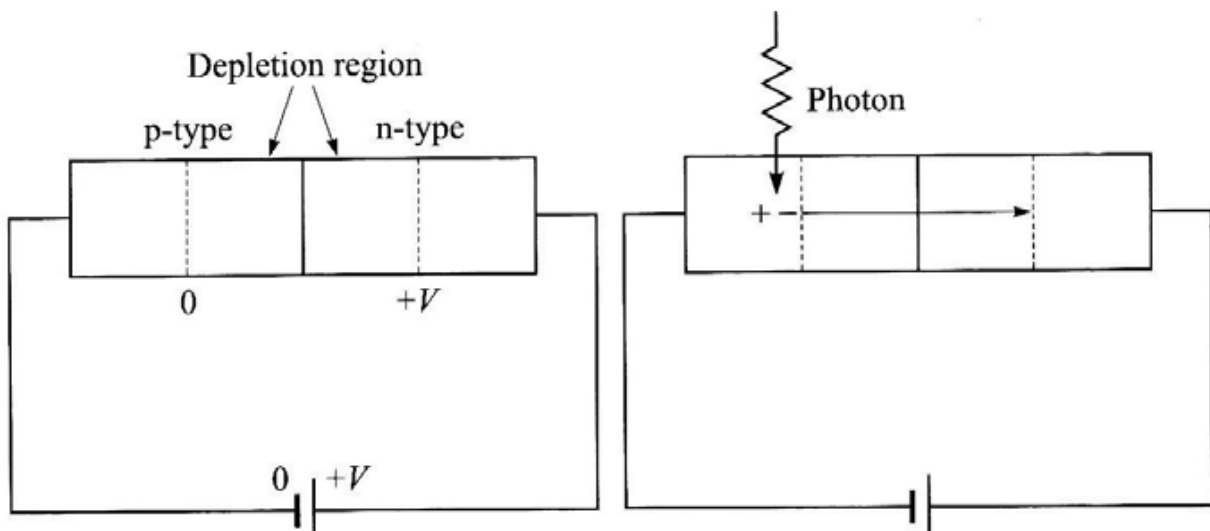 Depletion region
p-type
n-type
0
+V
0
+V
Photon
+ -